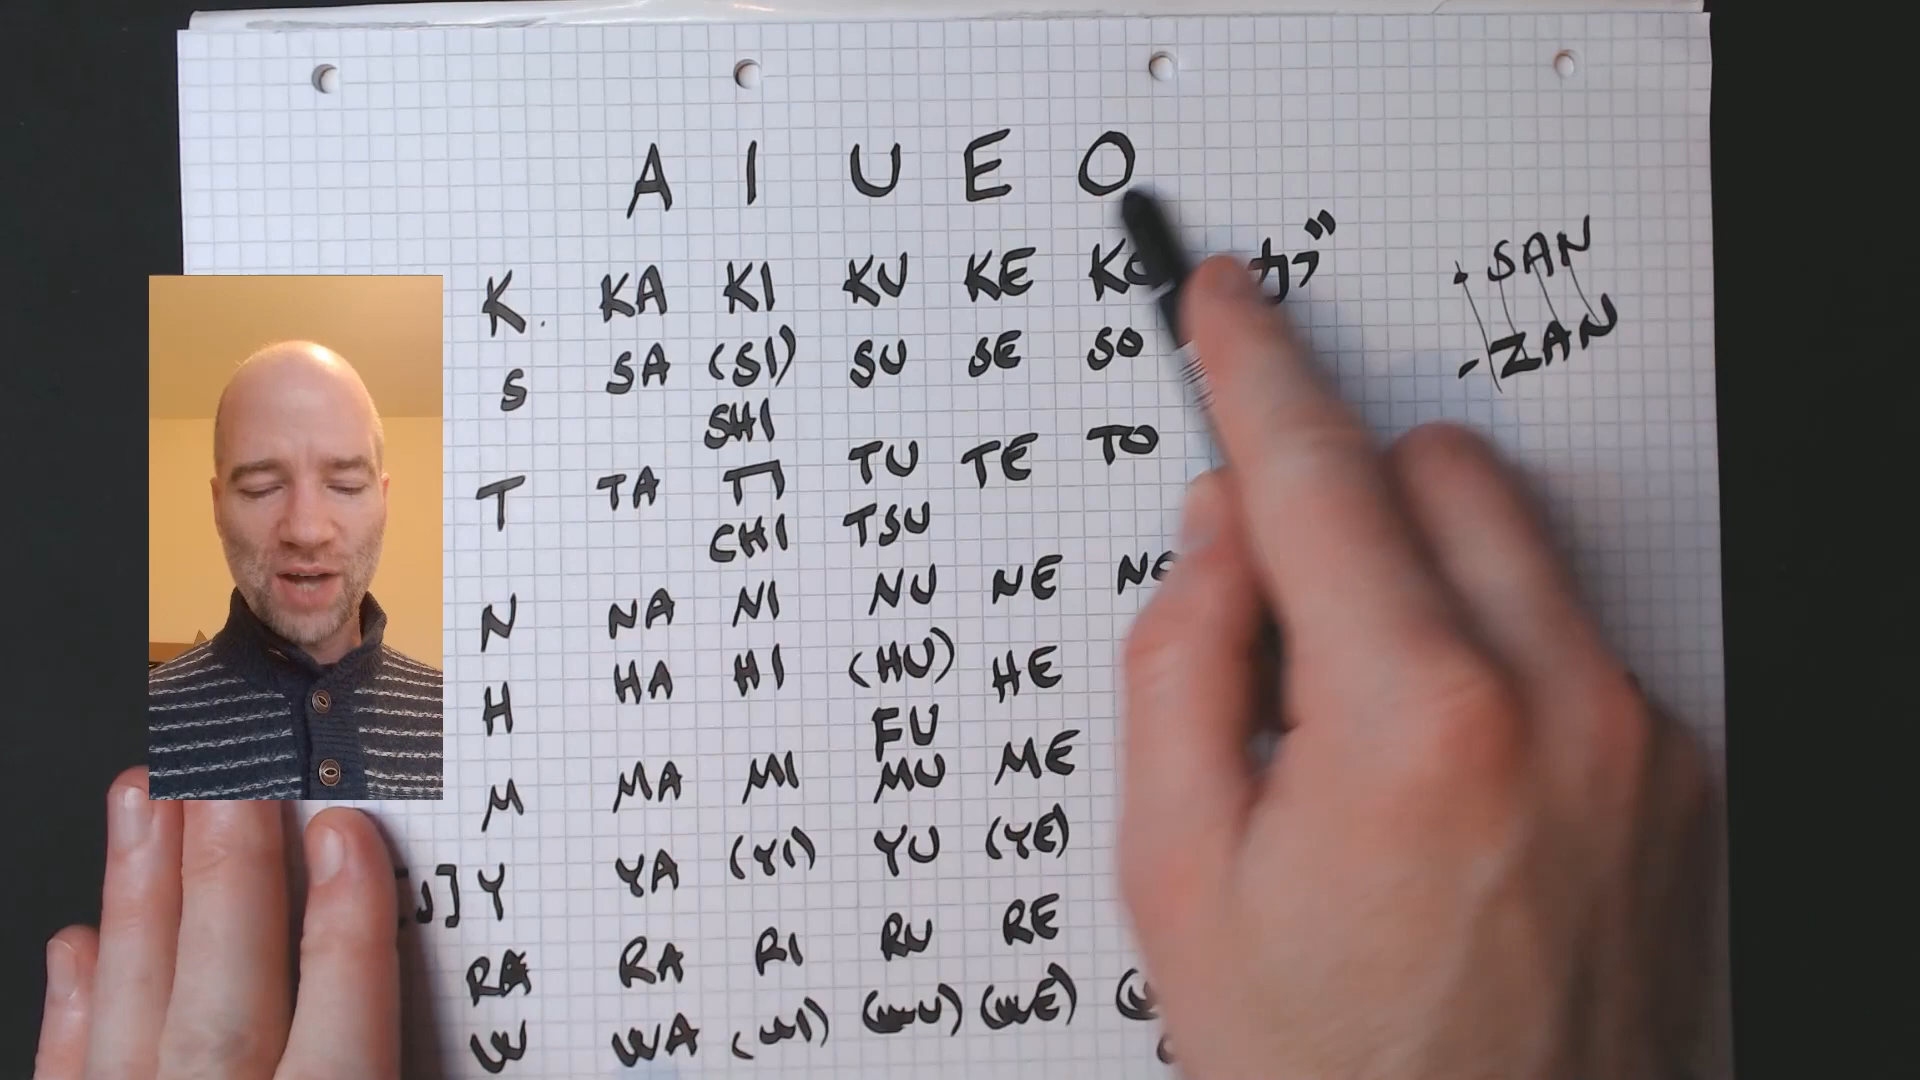 A I U E O
K. KA KI KU KE
S SA (SI) SU SE SO
SHI
T TA TI TU TE TO
CHI TSU
N NA NI NU NE
H HA HI (HU) HE
FU
M MA MI MU ME
[J] Y YA (YI) YU (YE)
RA RA RI RU RE
W WA (WI) (WU) (WE)
カ"
・SAN
- ZAN